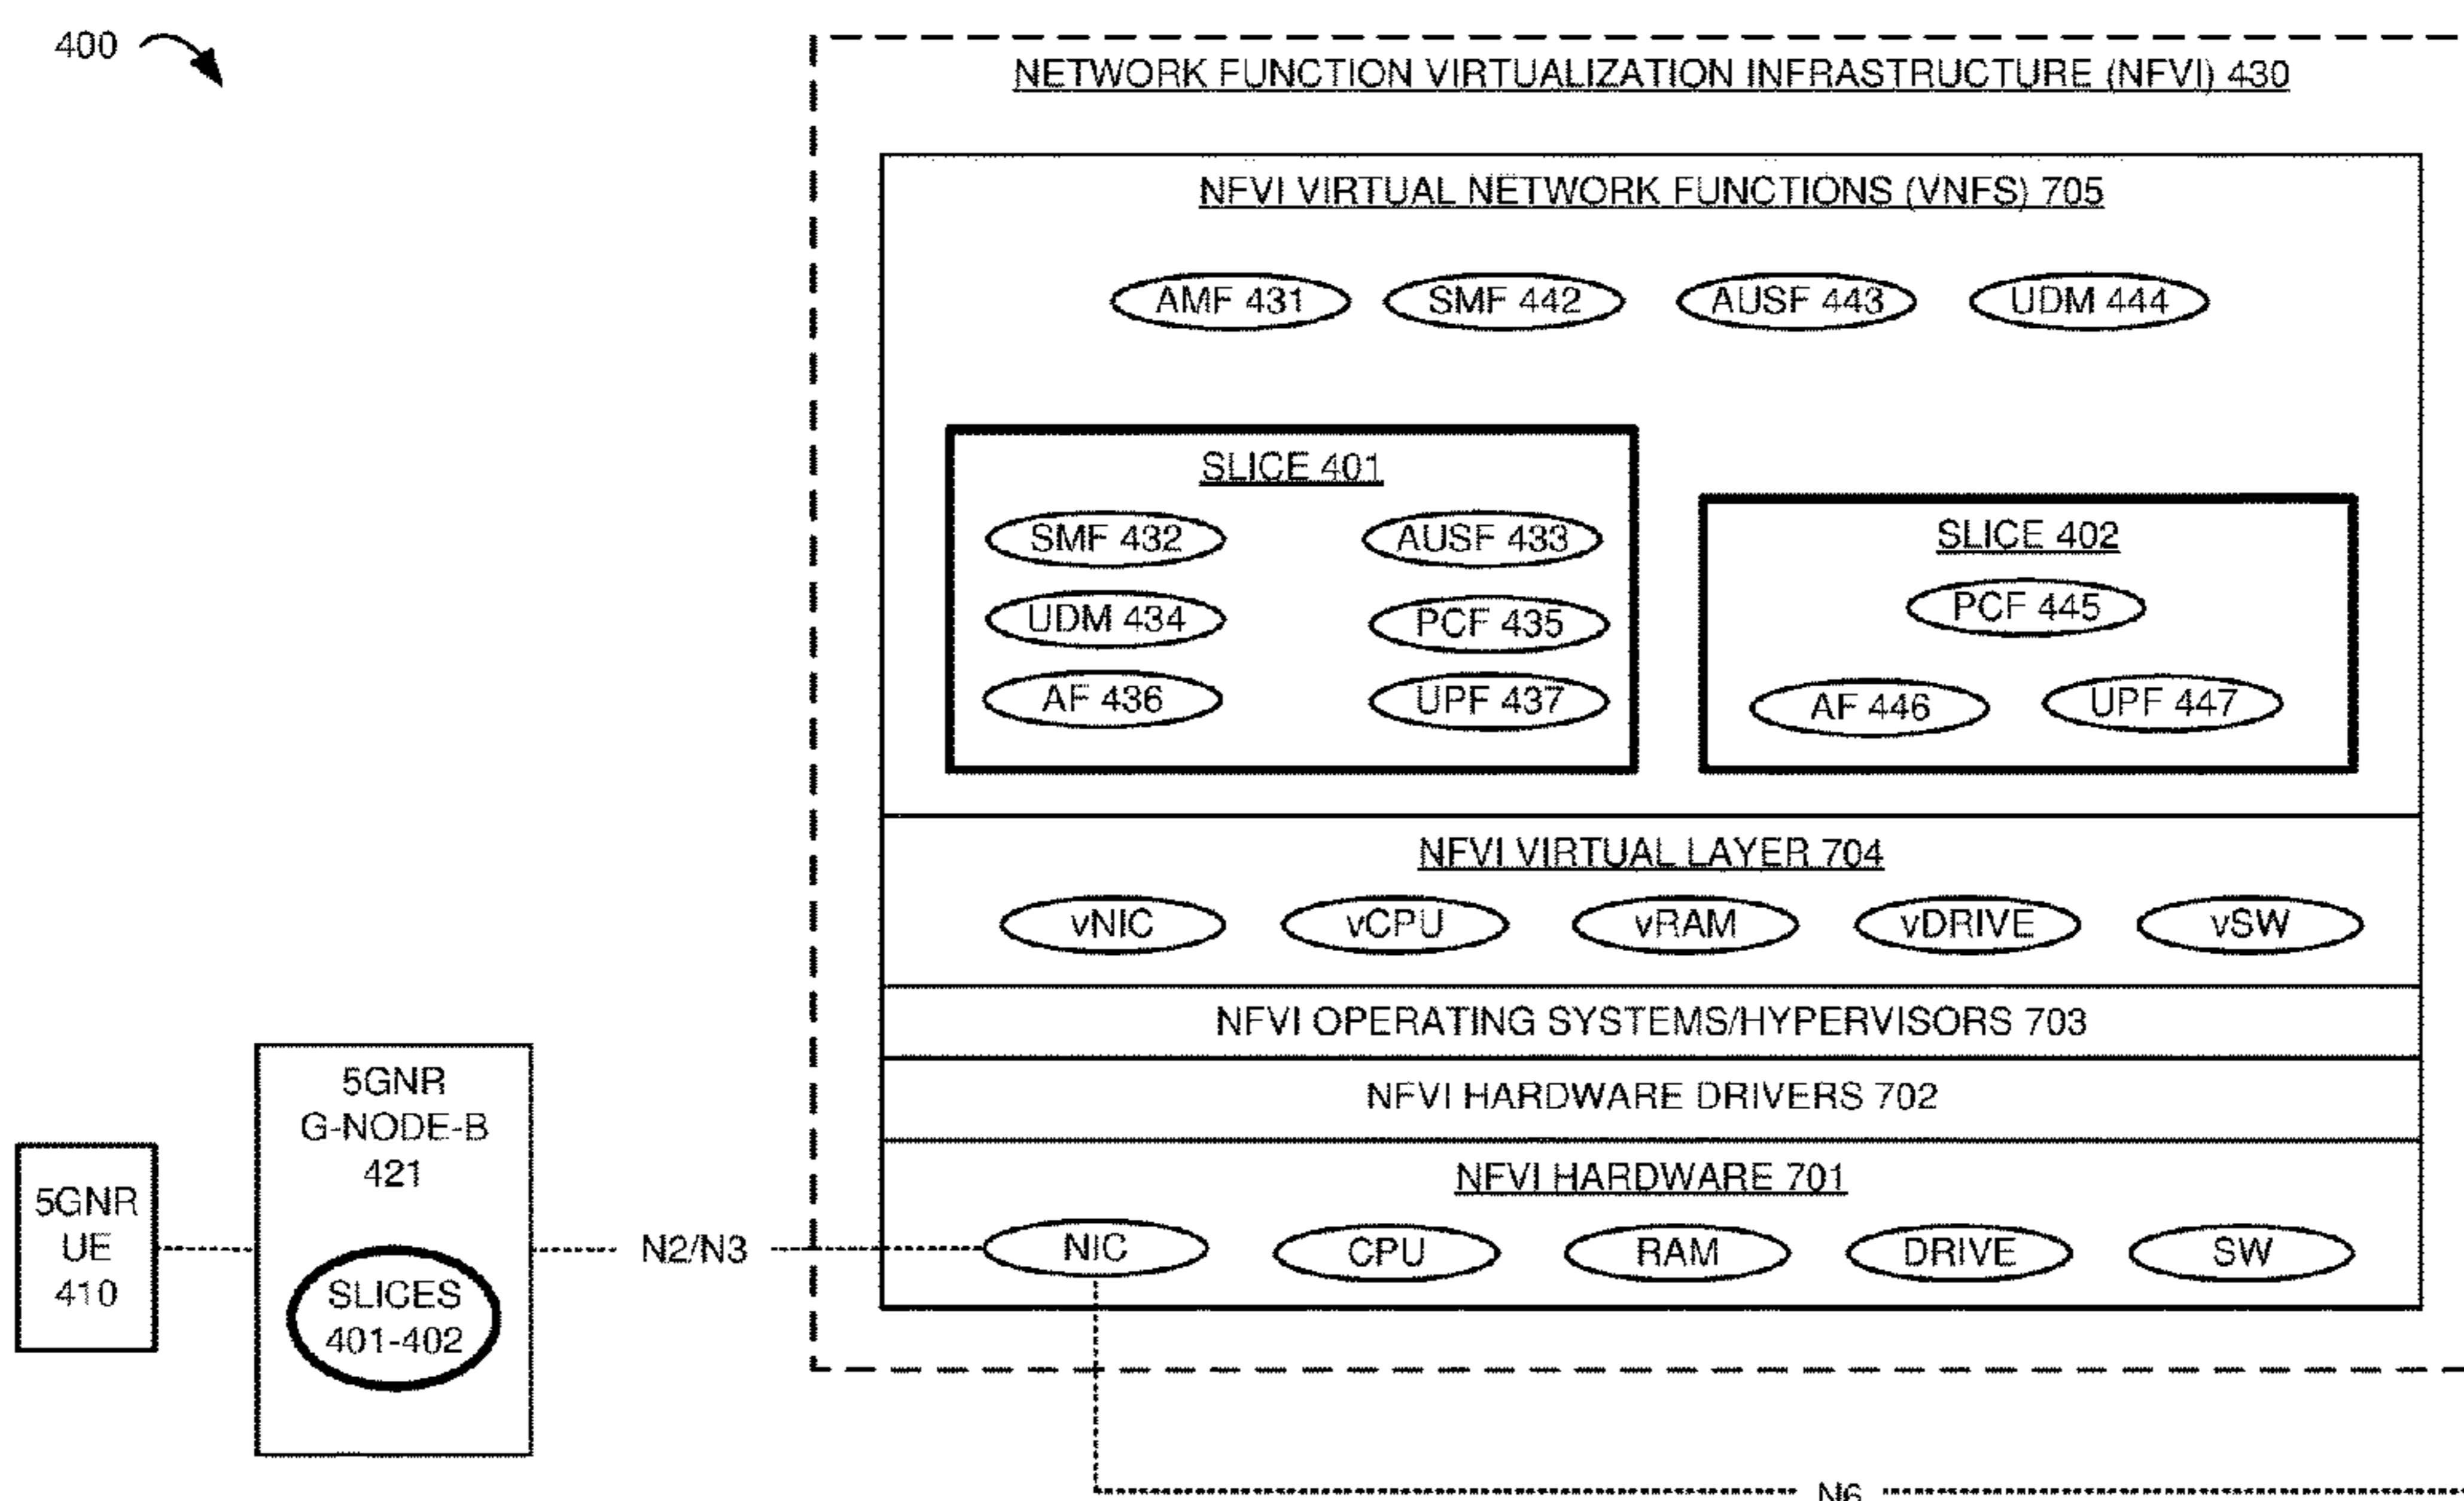 400
NETWORK FUNCTION VIRTUALIZATION INFRASTRUCTURE (NFVI) 430
NFVI VIRTUAL NETWORK FUNCTIONS (VNFS) 705
AMF 431
SMF 442
AUSF 443
UDM 444
SLICE 401
SMF 432
AUSF 433
UDM 434
PCF 435
AF 436
UPF 437
SLICE 402
PCF 445
AF 446
UPF 447
NFVI VIRTUAL LAYER 704
vNIC
vCPU
vRAM
vDRIVE
vSW
NFVI OPERATING SYSTEMS/HYPERVISORS 703
NFVI HARDWARE DRIVERS 702
NFVI HARDWARE 701
NIC
CPU
RAM
DRIVE
SW
5GNR
UE
410
5GNR
G-NODE-B
421
SLICES
401-402
N2/N3
N6